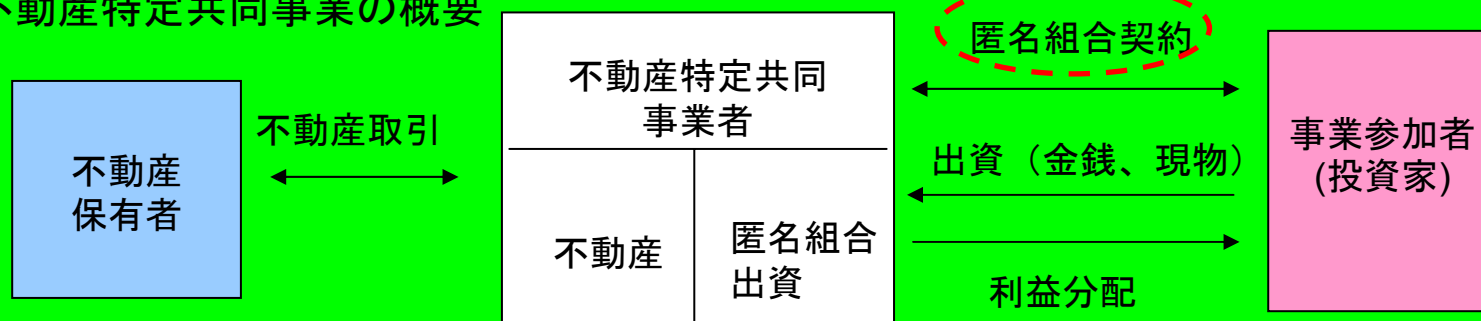 不動産特定共同事業の概要
不動産
保有者
不動産取引
不動産特定共同
事業者
不動産
匿名組合
出資
匿名組合契約
出資（金銭、現物）
利益分配
事業参加者
(投資家)